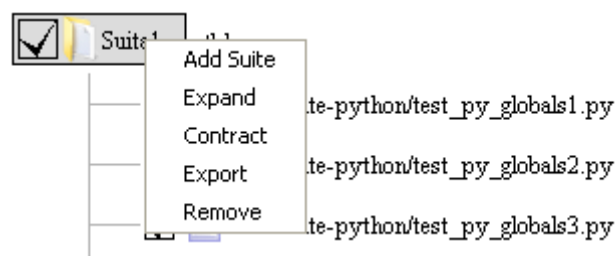 Suite1
Add Suite
Expand
te-python/test_py_globals1.py
Contract
te-python/test_py_globals2.py
Export
Remove
te-python/test_py_globals3.py